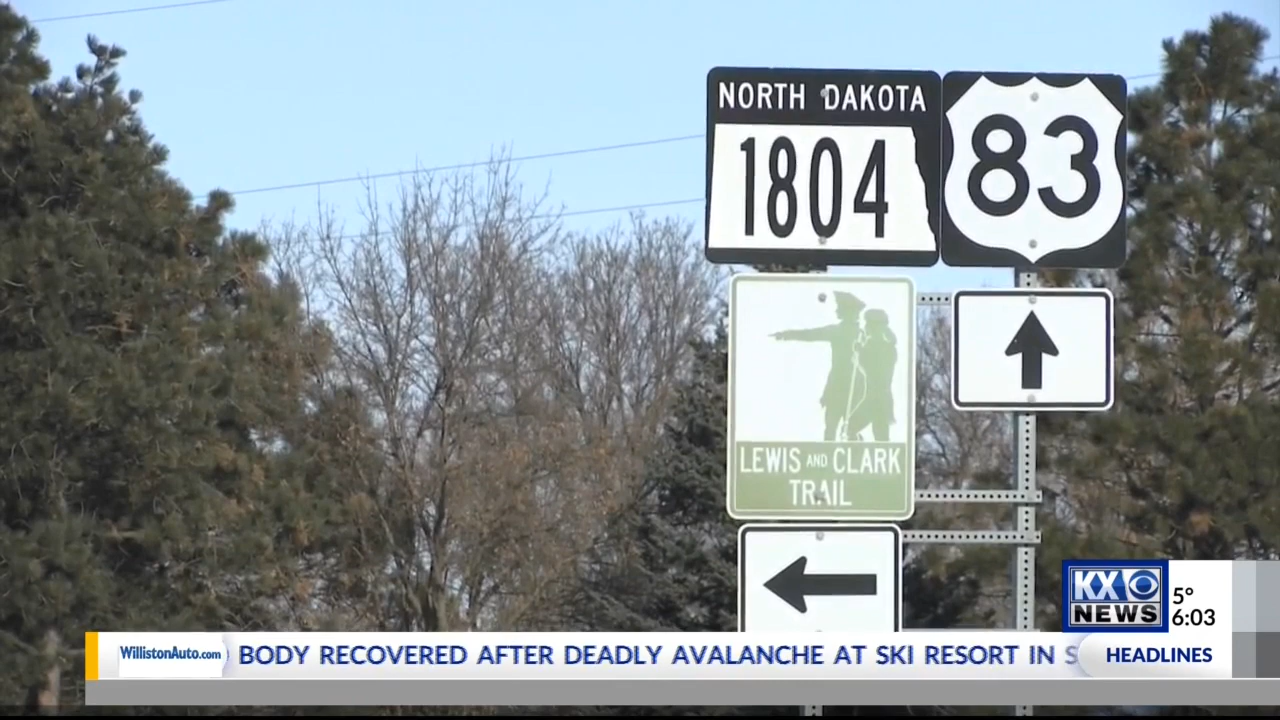 NORTH DAKOTA
1804
83
LEWIS AND CLARK
TRAIL
KX
NEWS
5°
6:03
WillistonAuto.com
BODY RECOVERED AFTER DEADLY AVALANCHE AT SKI RESORT IN
HEADLINES